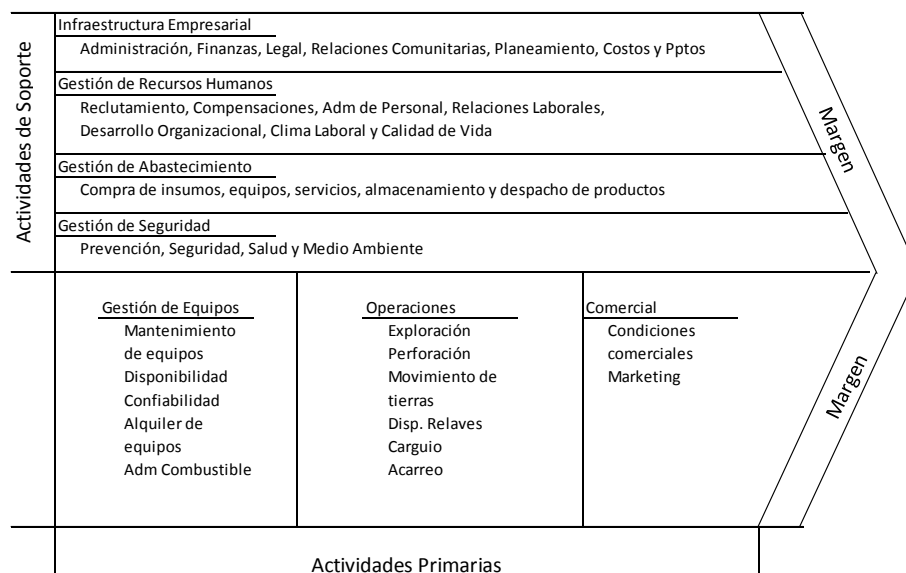 Actividades de Soporte
Infraestructura Empresarial
Administración, Finanzas, Legal, Relaciones Comunitarias, Planeamiento, Costos y Pptos
Gestión de Recursos Humanos
Reclutamiento, Compensaciones, Adm de Personal, Relaciones Laborales,
Desarrollo Organizacional, Clima Laboral y Calidad de Vida
Gestión de Abastecimiento
Compra de insumos, equipos, servicios, almacenamiento y despacho de productos
Gestión de Seguridad
Prevención, Seguridad, Salud y Medio Ambiente
Margen
Gestión de Equipos
Mantenimiento
de equipos
Disponibilidad
Confiabilidad
Alquiler de
equipos
Adm Combustible
Operaciones
Exploración
Perforación
Movimiento de
tierras
Disp. Relaves
Carguio
Acarreo
Comercial
Condiciones
comerciales
Marketing
Margen
Actividades Primarias